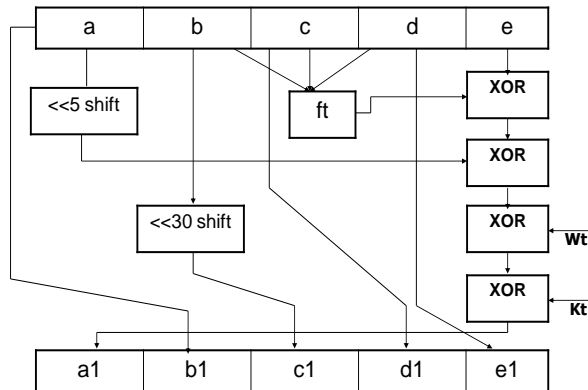 a b c d e
<<5 shift
ft
XOR
XOR
<<30 shift
XOR
Wt
XOR
Kt
a1 b1 c1 d1 e1